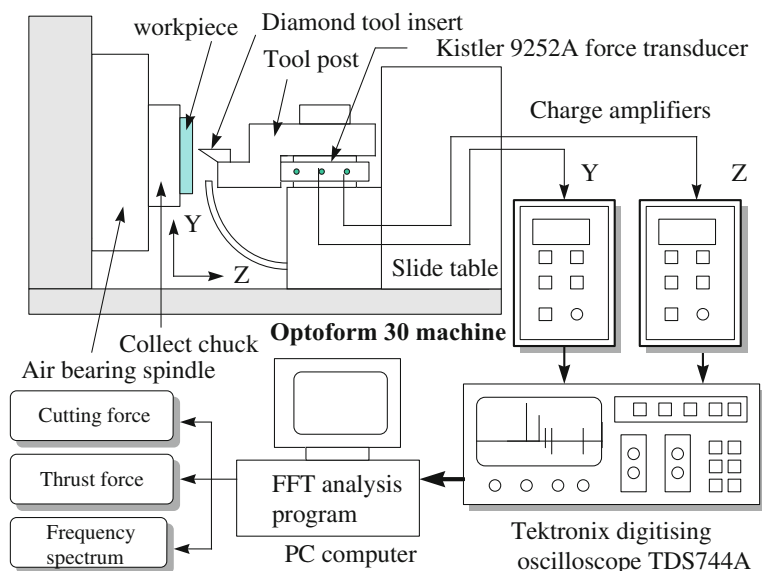 workpiece
Diamond tool insert
Tool post
Kistler 9252A force transducer
Charge amplifiers
Y
Z
Y
Z
Slide table
Optoform 30 machine
Collect chuck
Air bearing spindle
Cutting force
Thrust force
Frequency
spectrum
FFT analysis
program
PC computer
Tektronix digitising
oscilloscope TDS744A